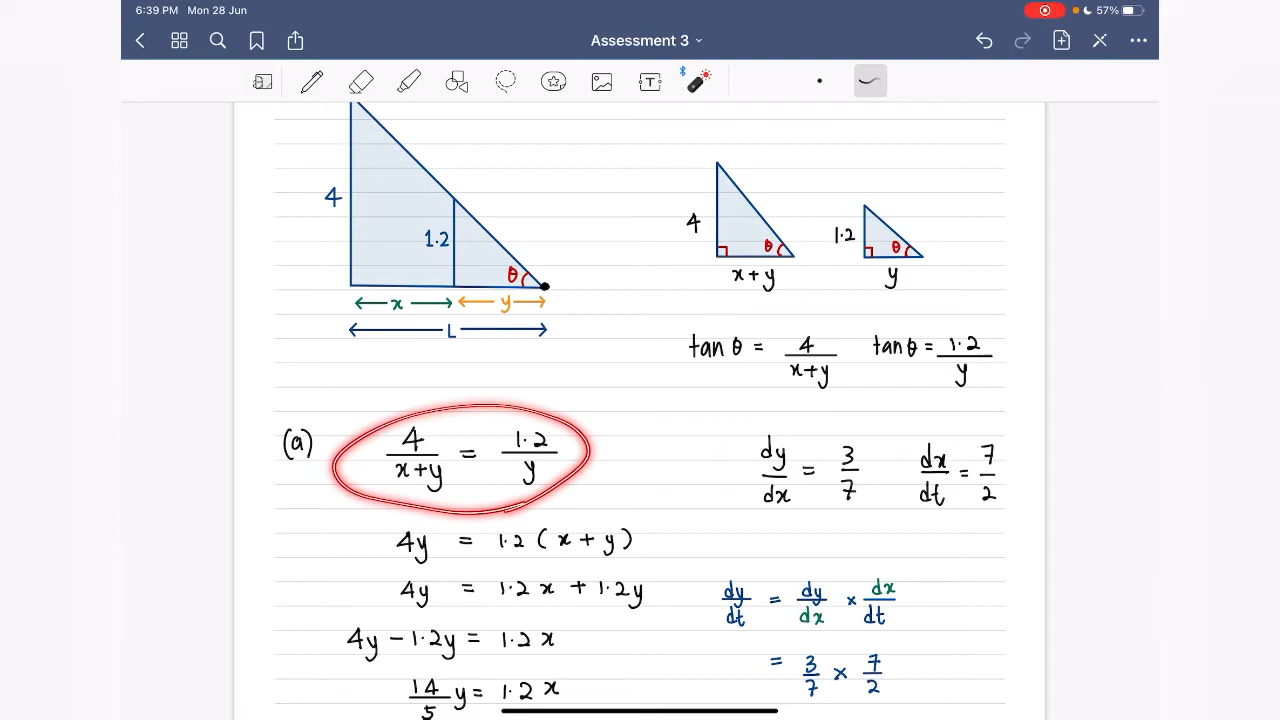 6:39 PM Mon 28 Jun
57%
Assessment 3
a
T
4
1.2
θ
x
y
L
4
θ
x+y
1.2
θ
y
tan θ = 4/(x+y)
tan θ = 1.2/y
(a)
4/(x+y) = 1.2/y
dy/dx = 3/7
dx/dt = 7/2
4y = 1.2 ( x + y )
4y = 1.2 x + 1.2y
4y − 1.2y = 1.2 x
14/5 y = 1.2 x
dy/dt = dy/dx × dx/dt
= 3/7 × 7/2